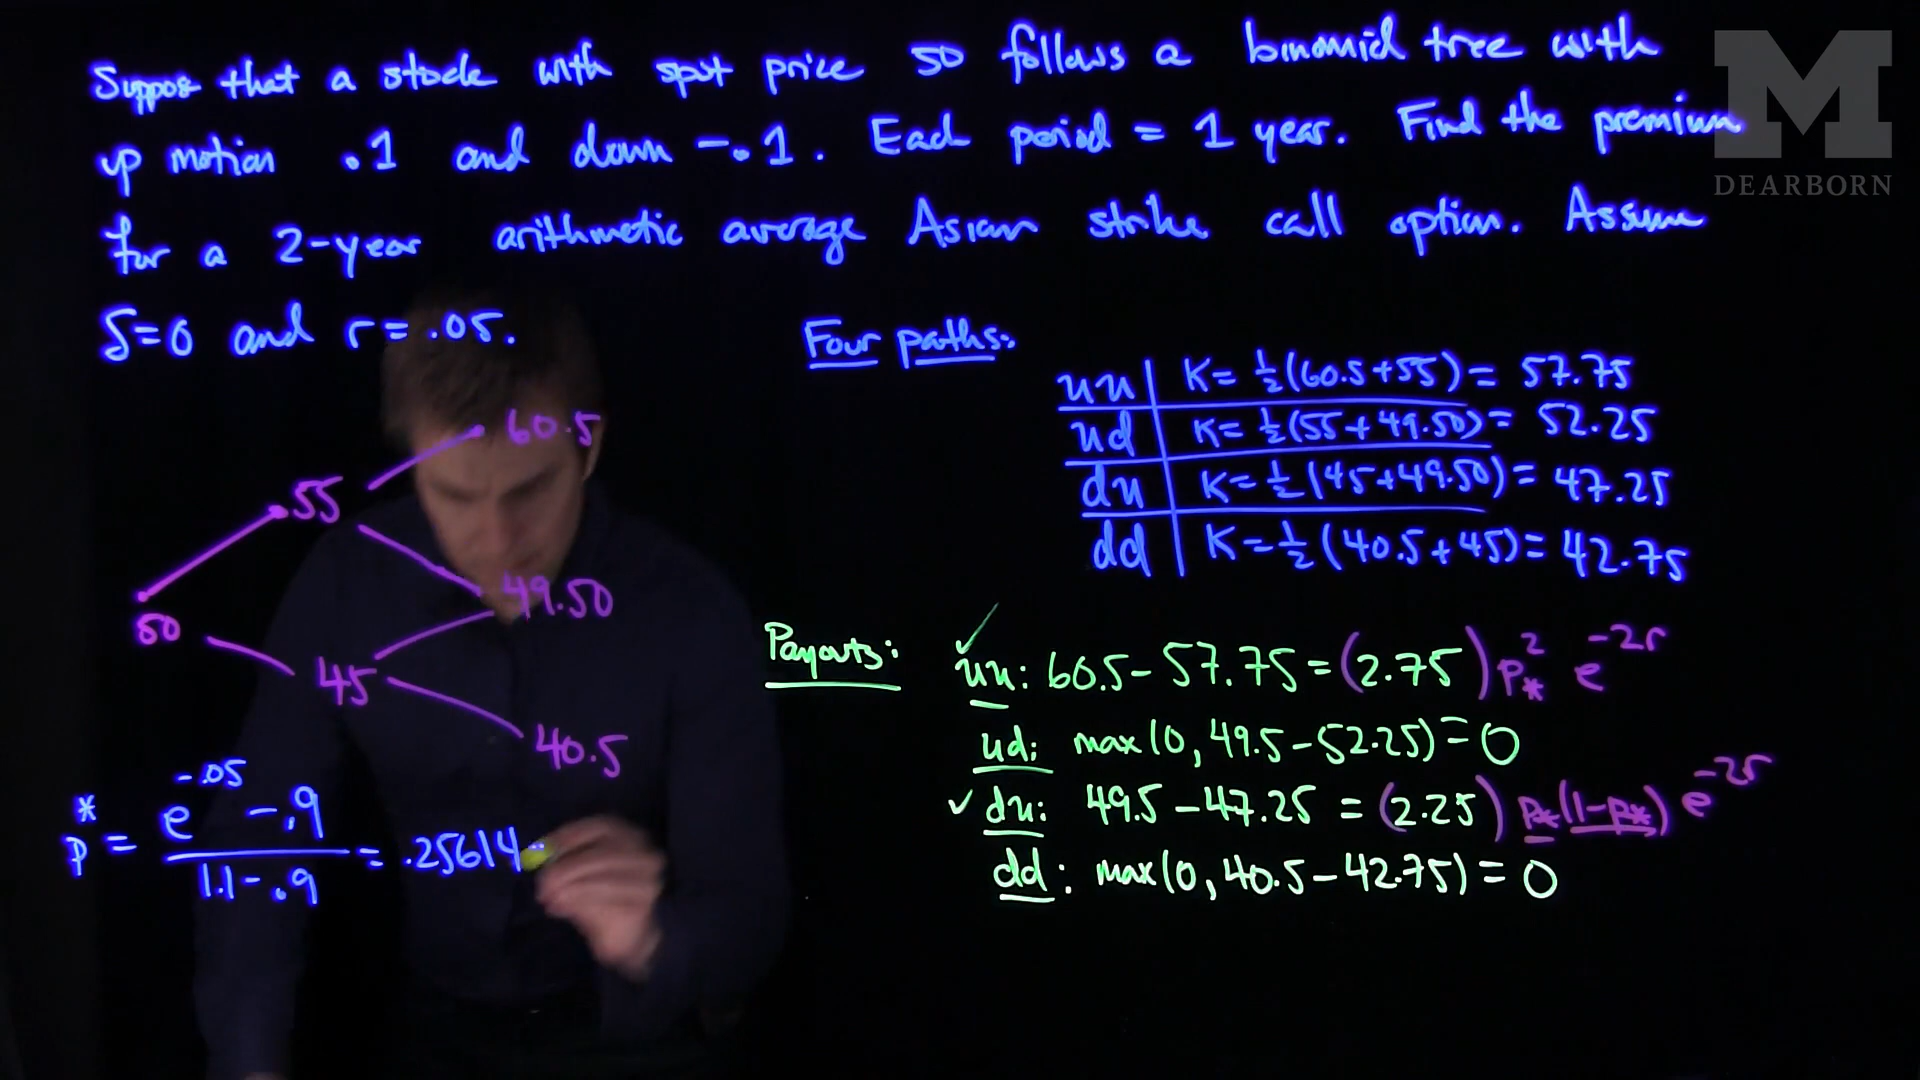 Suppose that a stock with spot price 50 follows a binomial tree with
up motion .1 and down -.1. Each period = 1 year. Find the premium
for a 2-year arithmetic average Asian strike call option. Assume
δ=0 and r=.05.
M
DEARBORN
Four paths:
uu | K = ½(60.5+55) = 57.75
ud | K = ½(55+49.50) = 52.25
du | K = ½(45+49.50) = 47.25
dd | K = ½(40.5+45) = 42.75
60.5
55
49.50
50
45
40.5
Payouts:
✓ uu: 60.5-57.75 = (2.75) p*² e^-2r
ud: max(0, 49.5-52.25) = 0
✓ du: 49.5-47.25 = (2.25) p*(1-p*) e^-2r
dd: max(0, 40.5-42.75) = 0
p* = (e^-.05 - .9)/(1.1-.9) = .25614..